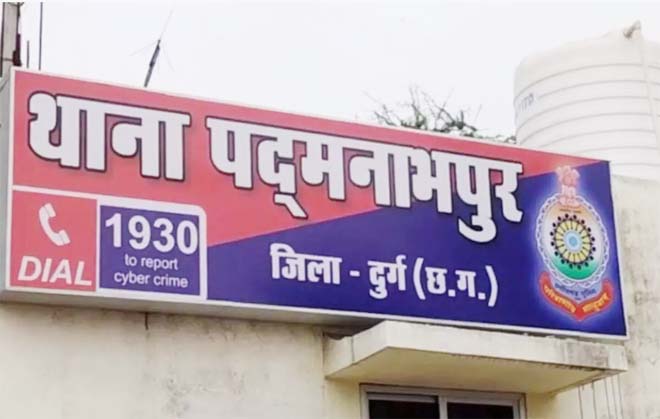 थाना पद्मनाभपुर
जिला - दुर्ग (छ.ग.)
DIAL
1930
to report
cyber crime